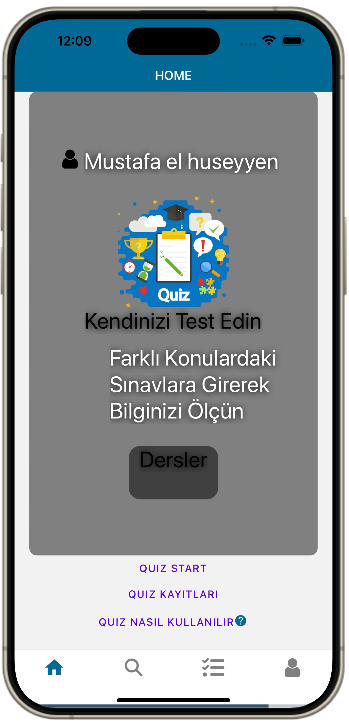 12:09
HOME
Mustafa el huseyyen
Quiz
Kendinizi Test Edin
Farklı Konulardaki
Sınavlara Girerek
Bilginizi Ölçün
Dersler
QUIZ START
QUIZ KAYITLARI
QUIZ NASIL KULLANILIR?